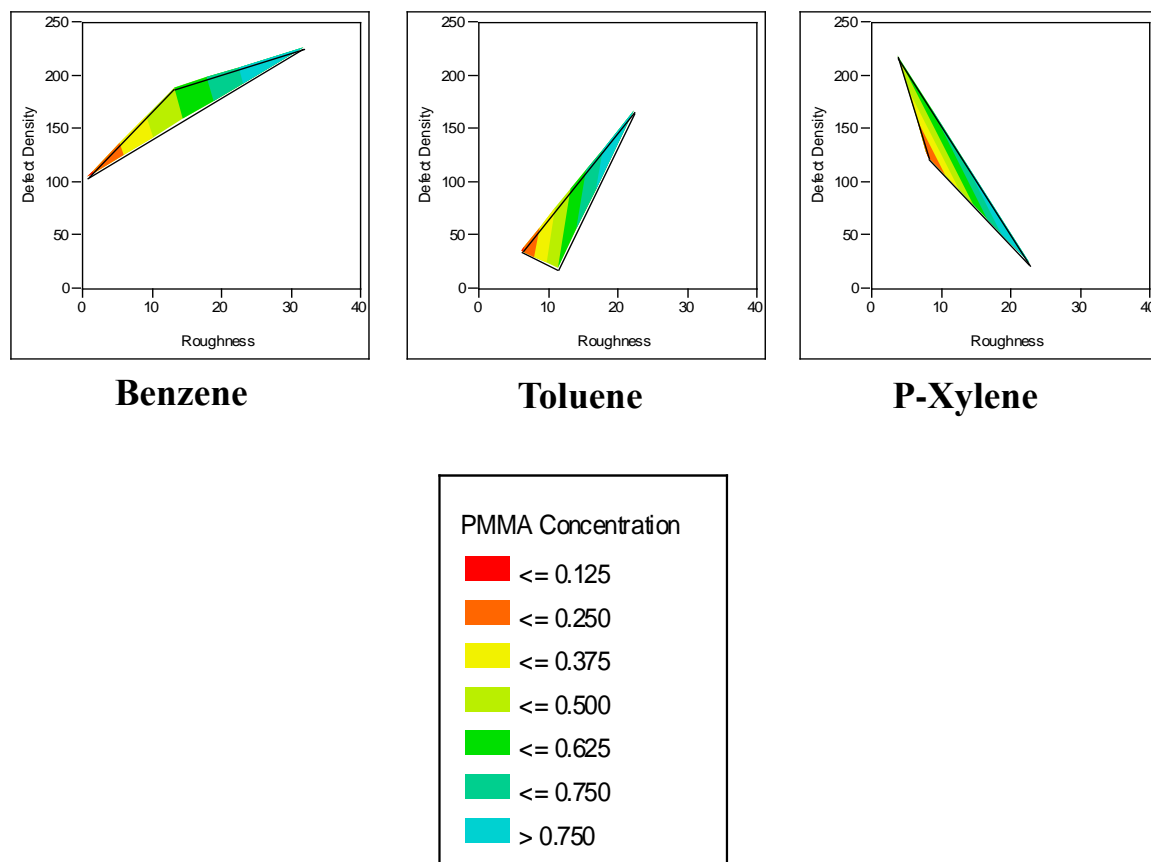 250
200
150
100
50
0
Defect Density
0 10 20 30 40
Roughness
250
200
150
100
50
0
Defect Density
0 10 20 30 40
Roughness
250
200
150
100
50
0
Defect Density
0 10 20 30 40
Roughness
Benzene Toluene P-Xylene
PMMA Concentration
<= 0.125
<= 0.250
<= 0.375
<= 0.500
<= 0.625
<= 0.750
> 0.750